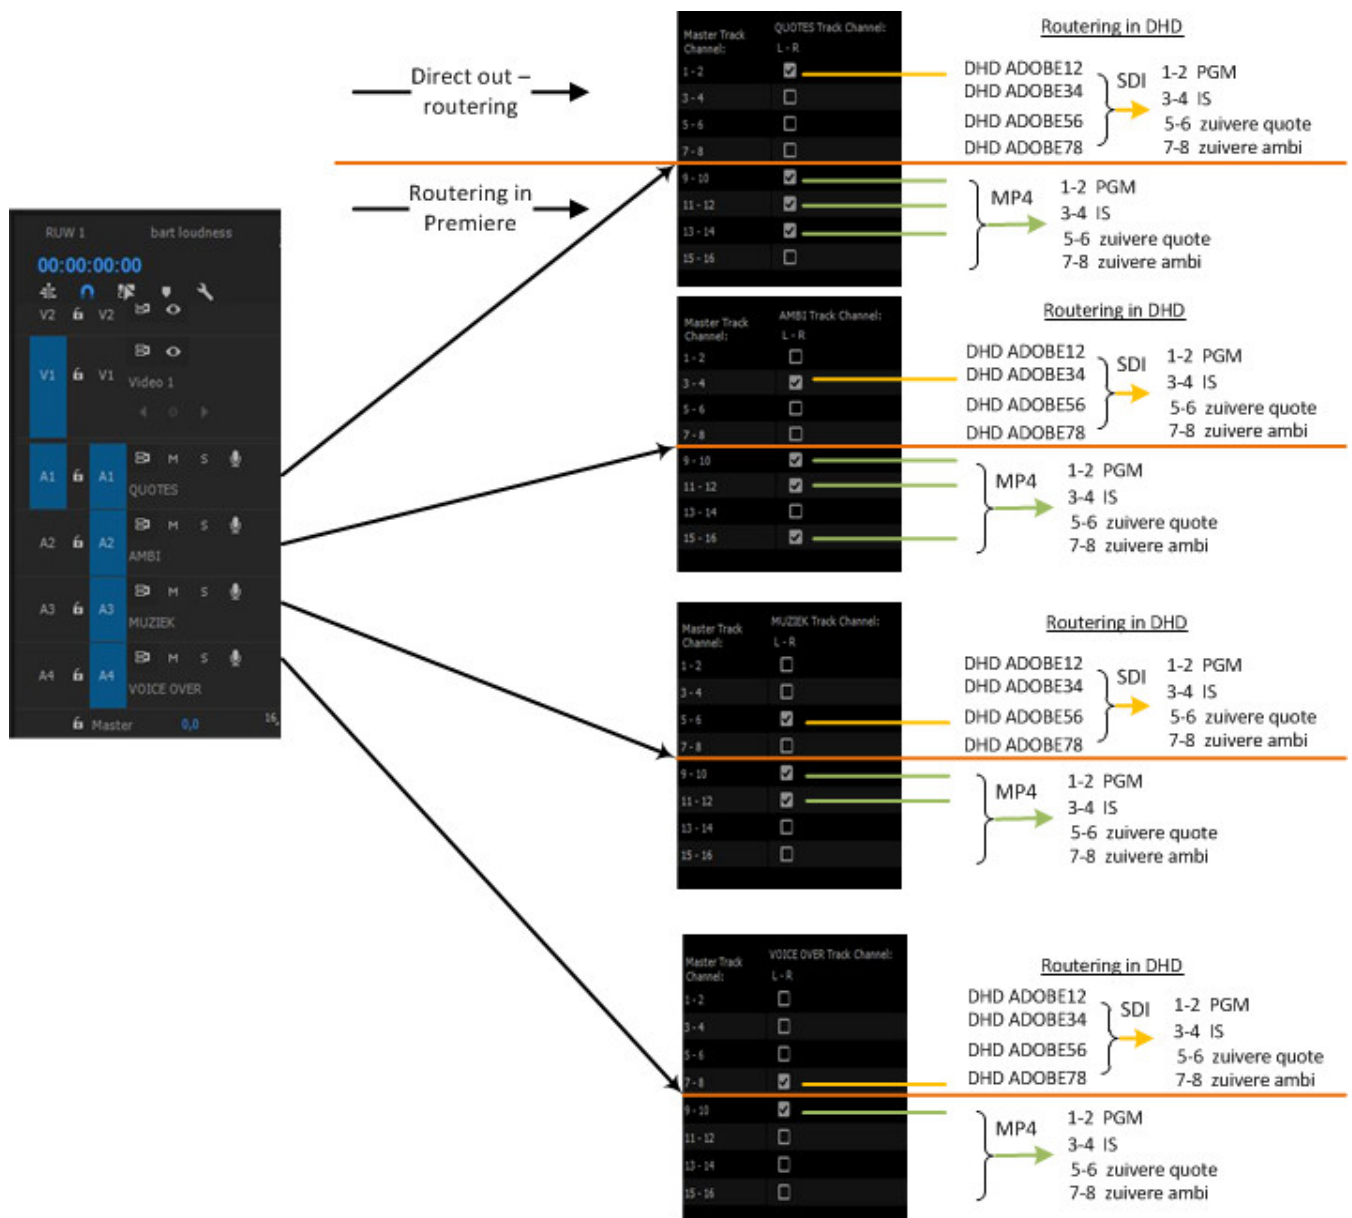 Direct out –
routering
Routering in
Premiere
RUW 1 bart loudness
00:00:00:00
V2 V2
V1 V1 Video 1
A1 A1 M S
QUOTES
A2 A2 M S
AMBI
A3 A3 M S
MUZIEK
A4 A4 M S
VOICE OVER
Master 0,0 16,
Master Track
Channel:
QUOTES Track Channel:
L - R
1 - 2
3 - 4
5 - 6
7 - 8
9 - 10
11 - 12
13 - 14
15 - 16
Routering in DHD
DHD ADOBE12
DHD ADOBE34
DHD ADOBE56
DHD ADOBE78
SDI
1-2 PGM
3-4 IS
5-6 zuivere quote
7-8 zuivere ambi
MP4
1-2 PGM
3-4 IS
5-6 zuivere quote
7-8 zuivere ambi
Master Track
Channel:
AMBI Track Channel:
L - R
1 - 2
3 - 4
5 - 6
7 - 8
9 - 10
11 - 12
13 - 14
15 - 16
Routering in DHD
DHD ADOBE12
DHD ADOBE34
DHD ADOBE56
DHD ADOBE78
SDI
1-2 PGM
3-4 IS
5-6 zuivere quote
7-8 zuivere ambi
MP4
1-2 PGM
3-4 IS
5-6 zuivere quote
7-8 zuivere ambi
Master Track
Channel:
MUZIEK Track Channel:
L - R
1 - 2
3 - 4
5 - 6
7 - 8
9 - 10
11 - 12
13 - 14
15 - 16
Routering in DHD
DHD ADOBE12
DHD ADOBE34
DHD ADOBE56
DHD ADOBE78
SDI
1-2 PGM
3-4 IS
5-6 zuivere quote
7-8 zuivere ambi
MP4
1-2 PGM
3-4 IS
5-6 zuivere quote
7-8 zuivere ambi
Master Track
Channel:
VOICE OVER Track Channel:
L - R
1 - 2
3 - 4
5 - 6
7 - 8
9 - 10
11 - 12
13 - 14
15 - 16
Routering in DHD
DHD ADOBE12
DHD ADOBE34
DHD ADOBE56
DHD ADOBE78
SDI
1-2 PGM
3-4 IS
5-6 zuivere quote
7-8 zuivere ambi
MP4
1-2 PGM
3-4 IS
5-6 zuivere quote
7-8 zuivere ambi